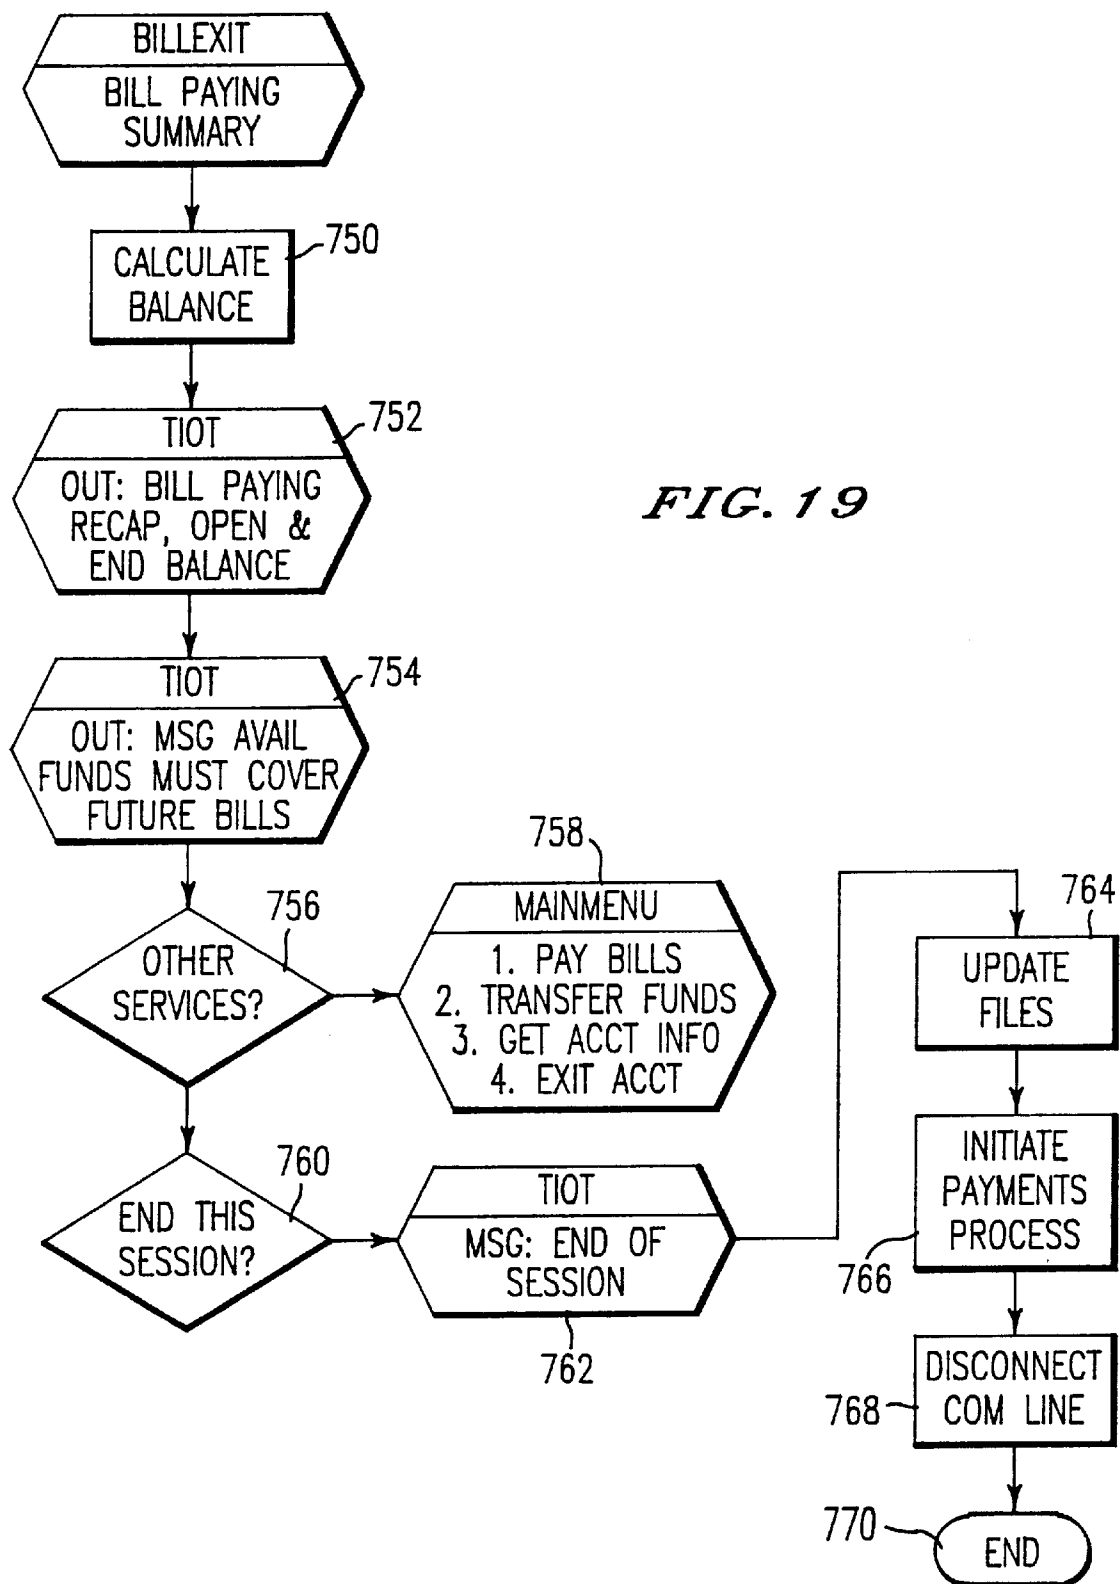 BILLEXIT
BILL PAYING
SUMMARY
CALCULATE
BALANCE
750
TIOT
752
OUT: BILL PAYING
RECAP, OPEN &
END BALANCE
FIG. 19
TIOT
754
OUT: MSG AVAIL
FUNDS MUST COVER
FUTURE BILLS
OTHER
SERVICES?
756
758
MAINMENU
1. PAY BILLS
2. TRANSFER FUNDS
3. GET ACCT INFO
4. EXIT ACCT
END THIS
SESSION?
760
TIOT
MSG: END OF
SESSION
762
764
UPDATE
FILES
INITIATE
PAYMENTS
PROCESS
766
DISCONNECT
COM LINE
768
770
END